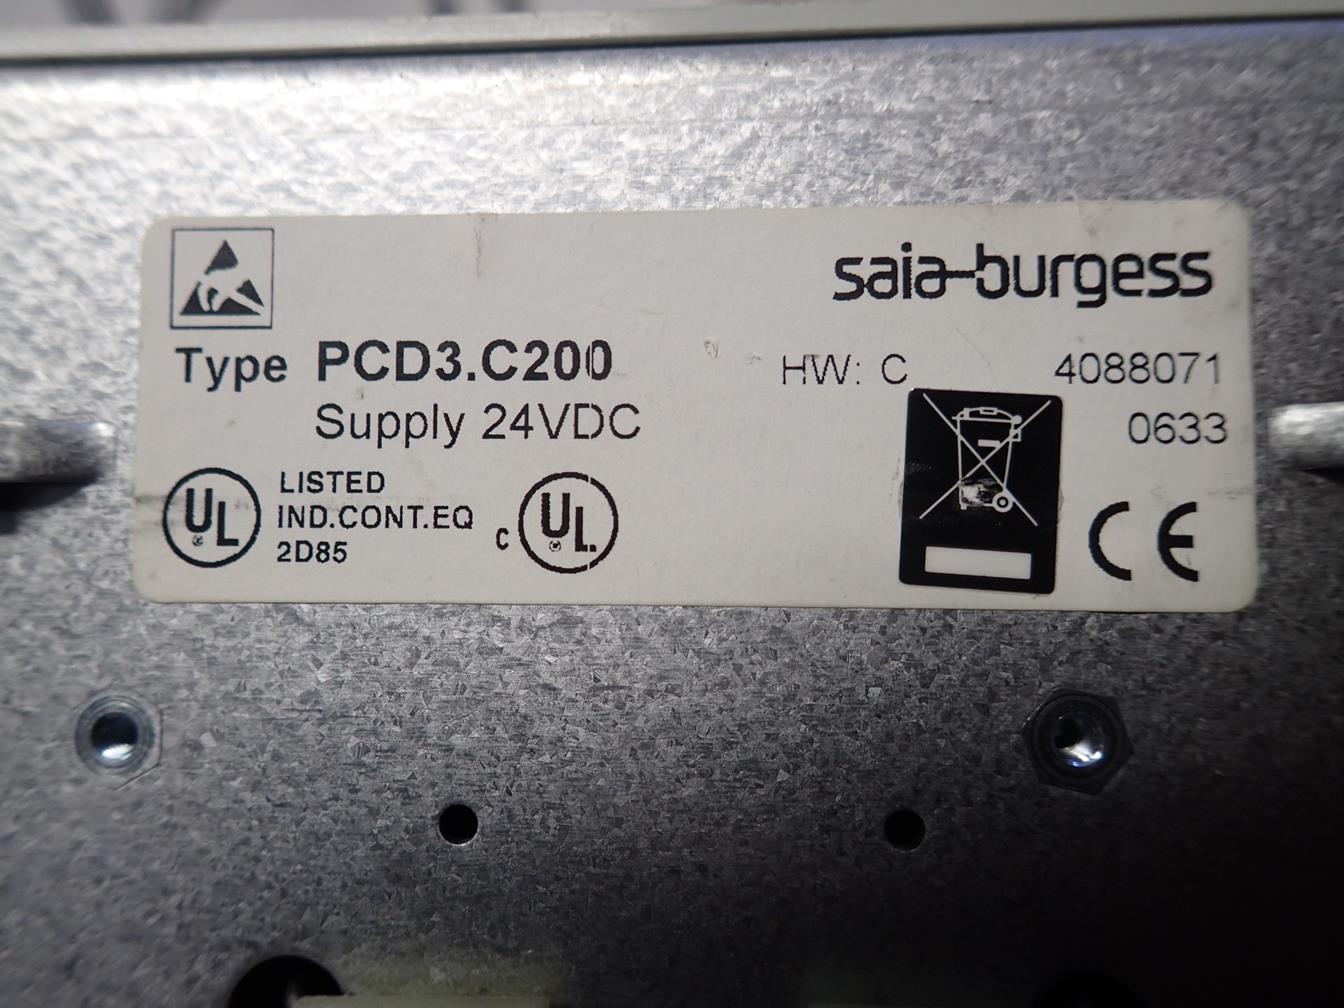 saia-burgess
Type PCD3.C200
HW: C 4088071
Supply 24VDC
0633
UL LISTED
IND.CONT.EQ
2D85
c UL
CE